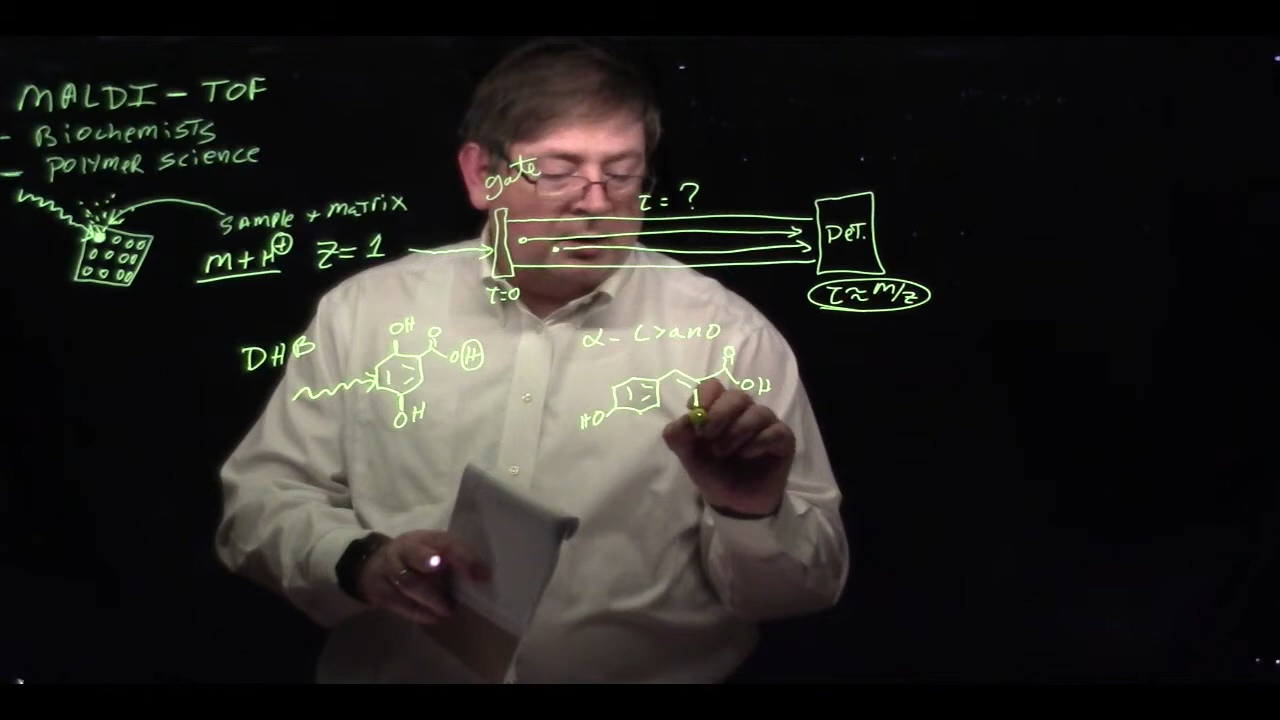 MALDI - TOF
- Biochemists
- Polymer science
sample + matrix
m + H⊕ z = 1
gate
τ = ?
DET.
τ=0
τ ≈ m/z
DHB
OH
O
OH
OH
α - Cyano
O
OH
HO